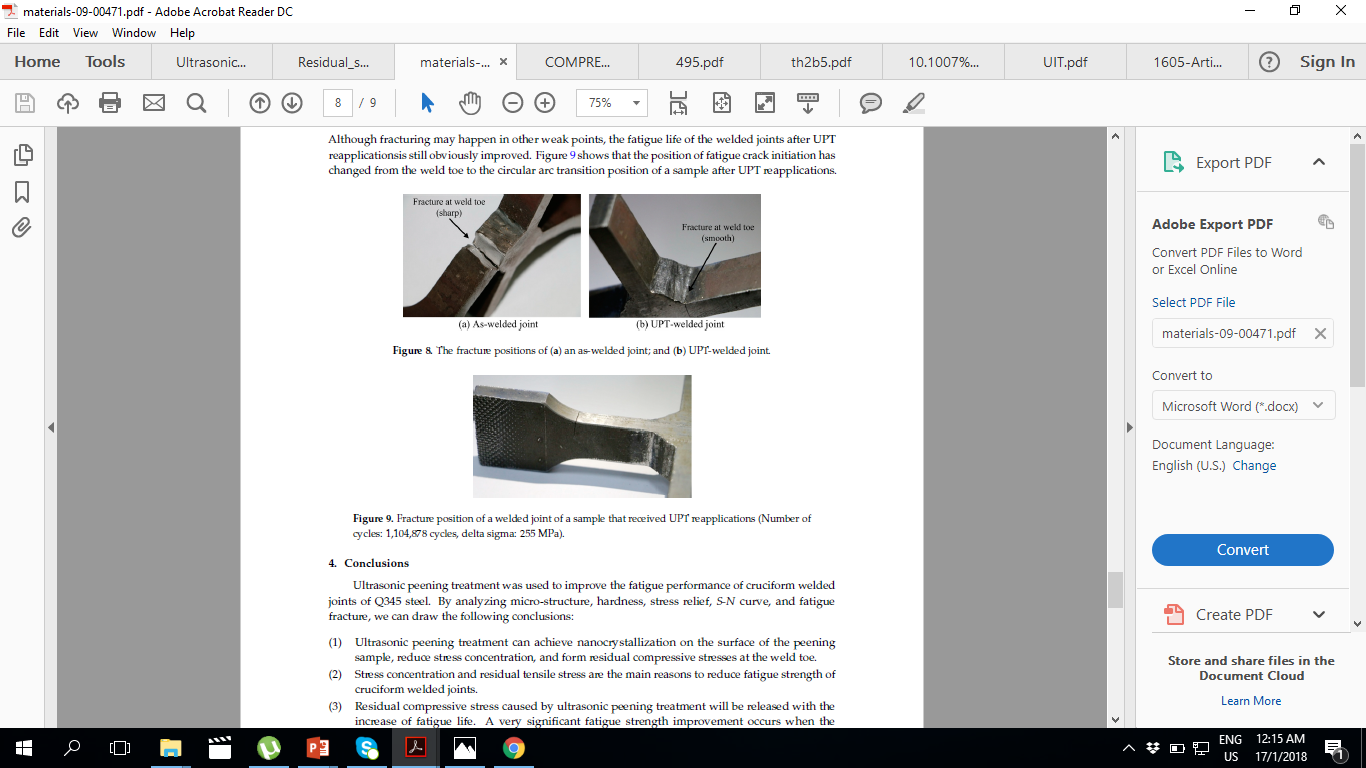 materials-09-00471.pdf - Adobe Acrobat Reader DC
File Edit View Window Help
Home Tools Ultrasonic... Residual_s... materials-... × COMPRE... 495.pdf th2b5.pdf 10.1007%... UIT.pdf 1605-Arti... ? Sign In
8 / 9 75%
Although fracturing may happen in other weak points, the fatigue life of the welded joints after UPT
reapplicationsis still obviously improved. Figure 9 shows that the position of fatigue crack initiation has
changed from the weld toe to the circular arc transition position of a sample after UPT reapplications.
Fracture at weld toe
(sharp)
Fracture at weld toe
(smooth)
(a) As-welded joint
(b) UPT-welded joint
Figure 8. The fracture positions of (a) an as-welded joint; and (b) UPT-welded joint.
Figure 9. Fracture position of a welded joint of a sample that received UPT reapplications (Number of
cycles: 1,104,878 cycles, delta sigma: 255 MPa).
4. Conclusions
Ultrasonic peening treatment was used to improve the fatigue performance of cruciform welded
joints of Q345 steel. By analyzing micro-structure, hardness, stress relief, S-N curve, and fatigue
fracture, we can draw the following conclusions:
(1) Ultrasonic peening treatment can achieve nanocrystallization on the surface of the peening
sample, reduce stress concentration, and form residual compressive stresses at the weld toe.
(2) Stress concentration and residual tensile stress are the main reasons to reduce fatigue strength of
cruciform welded joints.
(3) Residual compressive stress caused by ultrasonic peening treatment will be released with the
increase of fatigue life. A very significant fatigue strength improvement occurs when the
Export PDF
Adobe Export PDF
Convert PDF Files to Word
or Excel Online
Select PDF File
materials-09-00471.pdf
Convert to
Microsoft Word (*.docx)
Document Language:
English (U.S.) Change
Convert
Create PDF
Store and share files in the
Document Cloud
Learn More
ENG
US
12:15 AM
17/1/2018
1